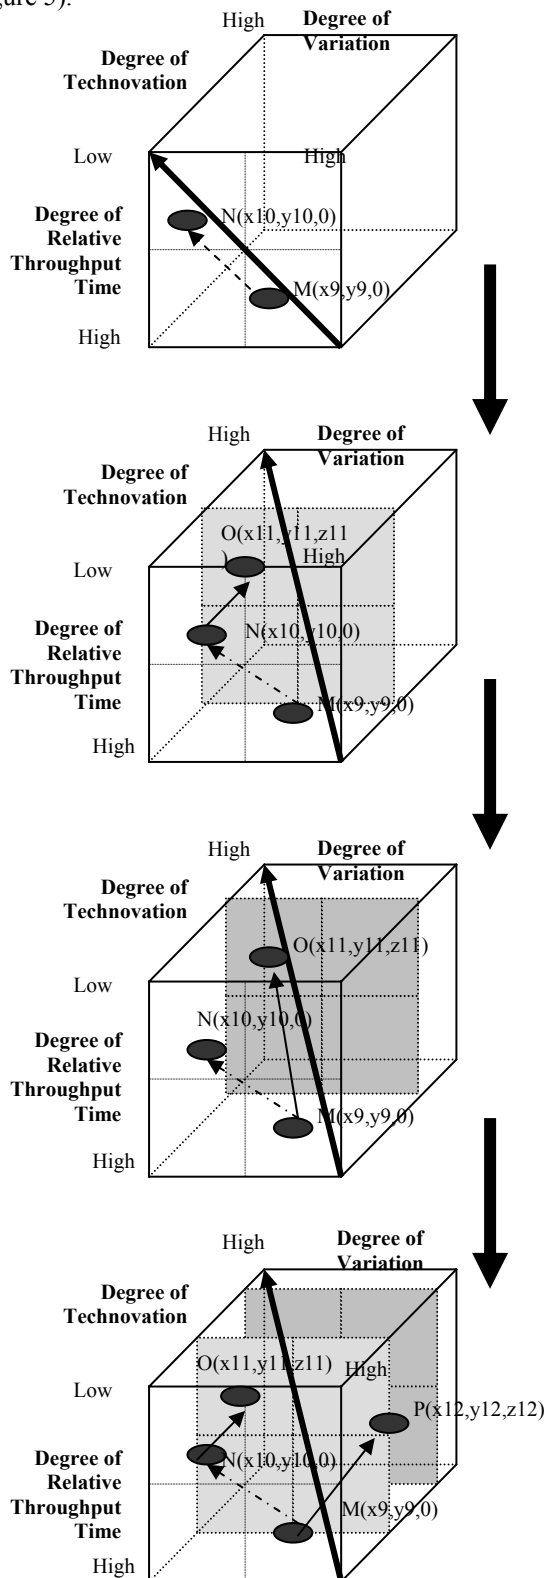 gure 5).
High
Degree of
Variation
Degree of
Technovation
Low
High
Degree of
Relative
Throughput
Time
N(x10,y10,0)
M(x9,y9,0)
High
High
Degree of
Variation
Degree of
Technovation
O(x11,y11,z11
)
High
Low
Degree of
Relative
Throughput
Time
N(x10,y10,0)
M(x9,y9,0)
High
High
Degree of
Variation
Degree of
Technovation
O(x11,y11,z11)
Low
N(x10,y10,0)
Degree of
Relative
Throughput
Time
M(x9,y9,0)
High
High
Degree of
Variation
Degree of
Technovation
O(x11,y11,z11)
High
Low
P(x12,y12,z12)
Degree of
Relative
Throughput
Time
N(x10,y10,0)
M(x9,y9,0)
High